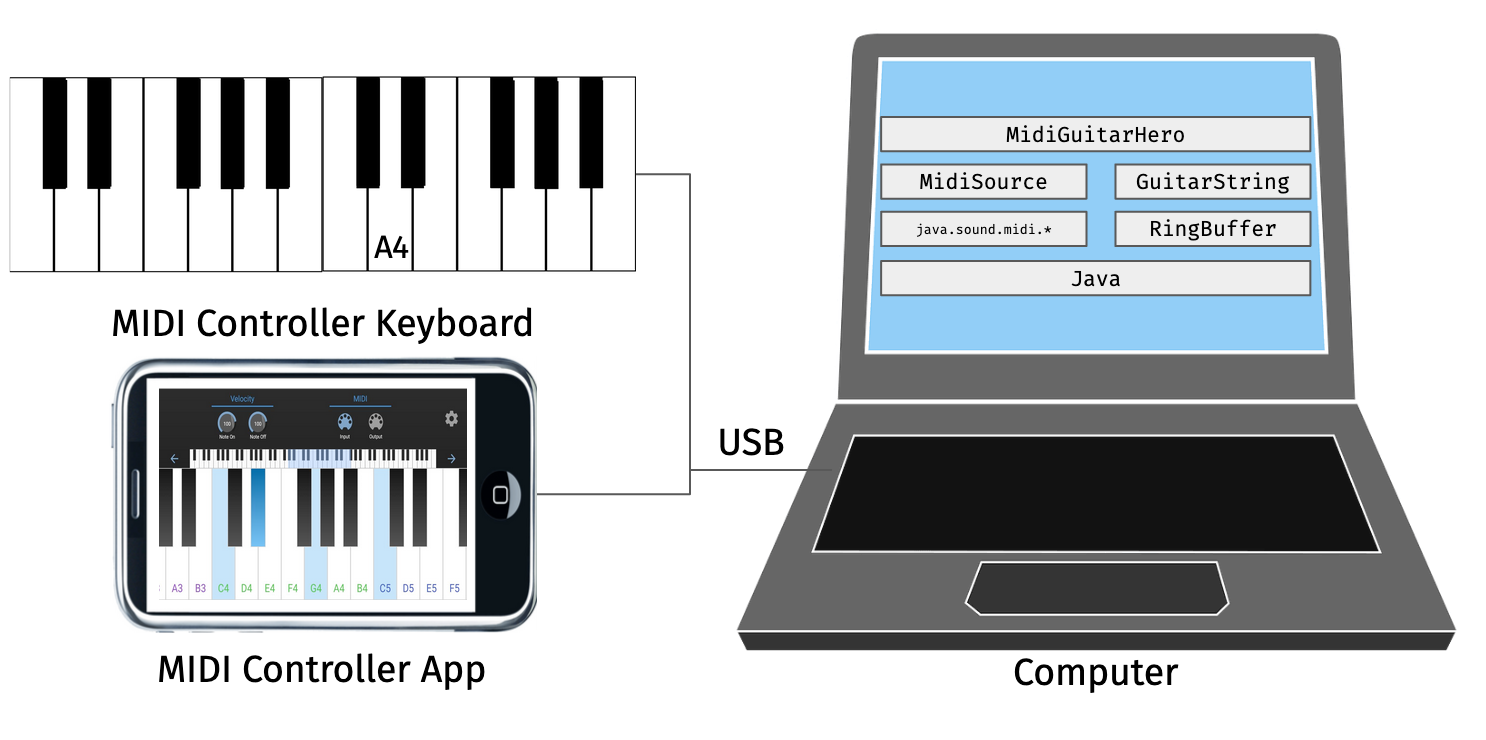 A4
MIDI Controller Keyboard
Velocity
MIDI
100
100
Note On
Note Off
Input
Output
A3 B3 C4 D4 E4 F4 G4 A4 B4 C5 D5 E5 F5
MIDI Controller App
USB
MidiGuitarHero
MidiSource
GuitarString
java.sound.midi.*
RingBuffer
Java
Computer